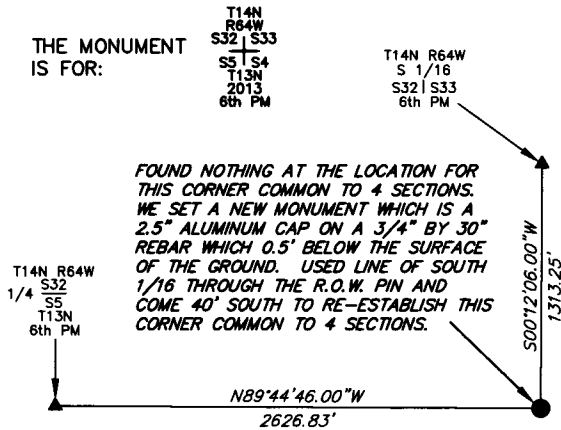 THE MONUMENT
IS FOR:
T14N
R64W
S32 S33
S5 S4
T13N
2013
6th PM
T14N R64W
S 1/16
S32 | S33
6th PM
FOUND NOTHING AT THE LOCATION FOR
THIS CORNER COMMON TO 4 SECTIONS.
WE SET A NEW MONUMENT WHICH IS A
2.5" ALUMINUM CAP ON A 3/4" BY 30"
REBAR WHICH 0.5' BELOW THE SURFACE
OF THE GROUND. USED LINE OF SOUTH
1/16 THROUGH THE R.O.W. PIN AND
COME 40' SOUTH TO RE-ESTABLISH THIS
CORNER COMMON TO 4 SECTIONS.
T14N R64W
1/4 S32
S5
T13N
6th PM
S00°12'06.00"W
1313.25'
N89°44'46.00"W
2626.83'